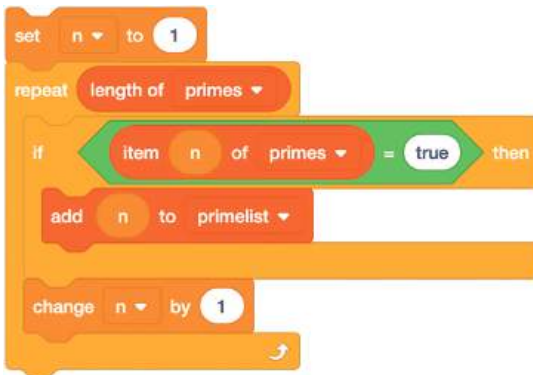 set n to 1
repeat length of primes
if item n of primes = true then
add n to primelist
change n by 1